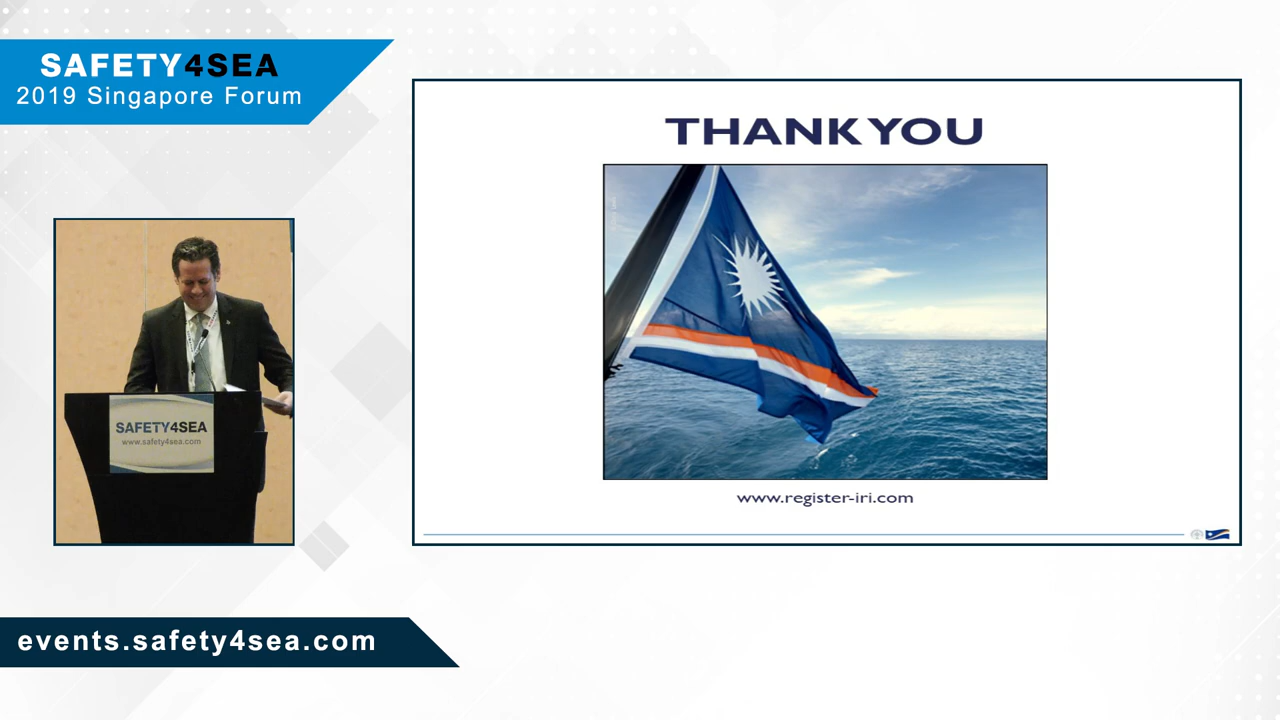 SAFETY4SEA
2019 Singapore Forum
THANK YOU
SAFETY4SEA
www.safety4sea.com
www.register-iri.com
events.safety4sea.com